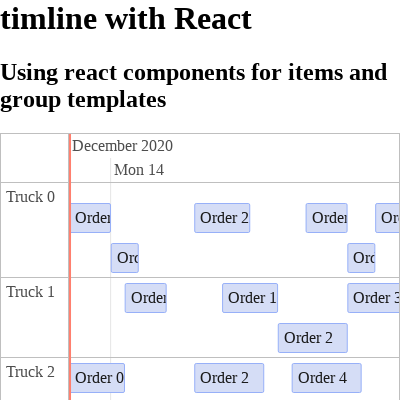 timline with React
Using react components for items and
group templates
December 2020
Mon 14
Truck 0
Order
Order 2
Order
Or
Orc
Orc
Truck 1
Order
Order 1
Order 3
Order 2
Truck 2
Order 0
Order 2
Order 4